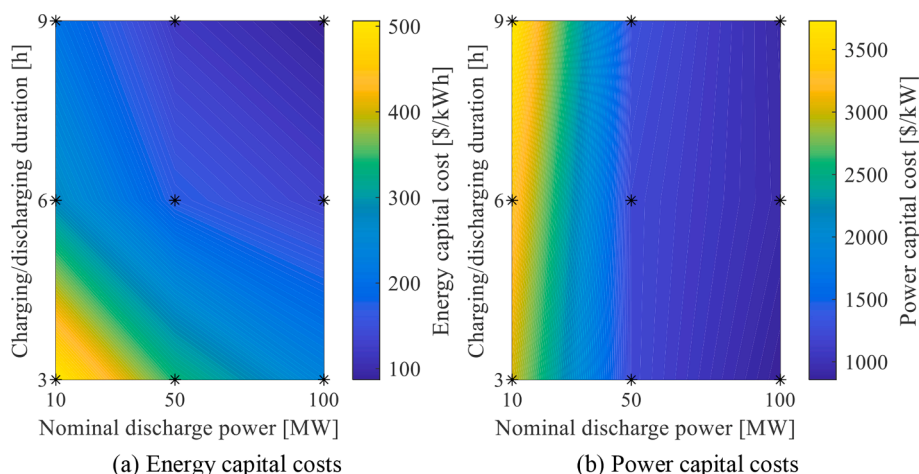 9
6
3
10
50
100
Charging/discharging duration [h]
Nominal discharge power [MW]
500
400
300
200
100
Energy capital cost [$/kWh]
(a) Energy capital costs
9
6
3
10
50
100
Charging/discharging duration [h]
Nominal discharge power [MW]
3500
3000
2500
2000
1500
1000
Power capital cost [$/kW]
(b) Power capital costs